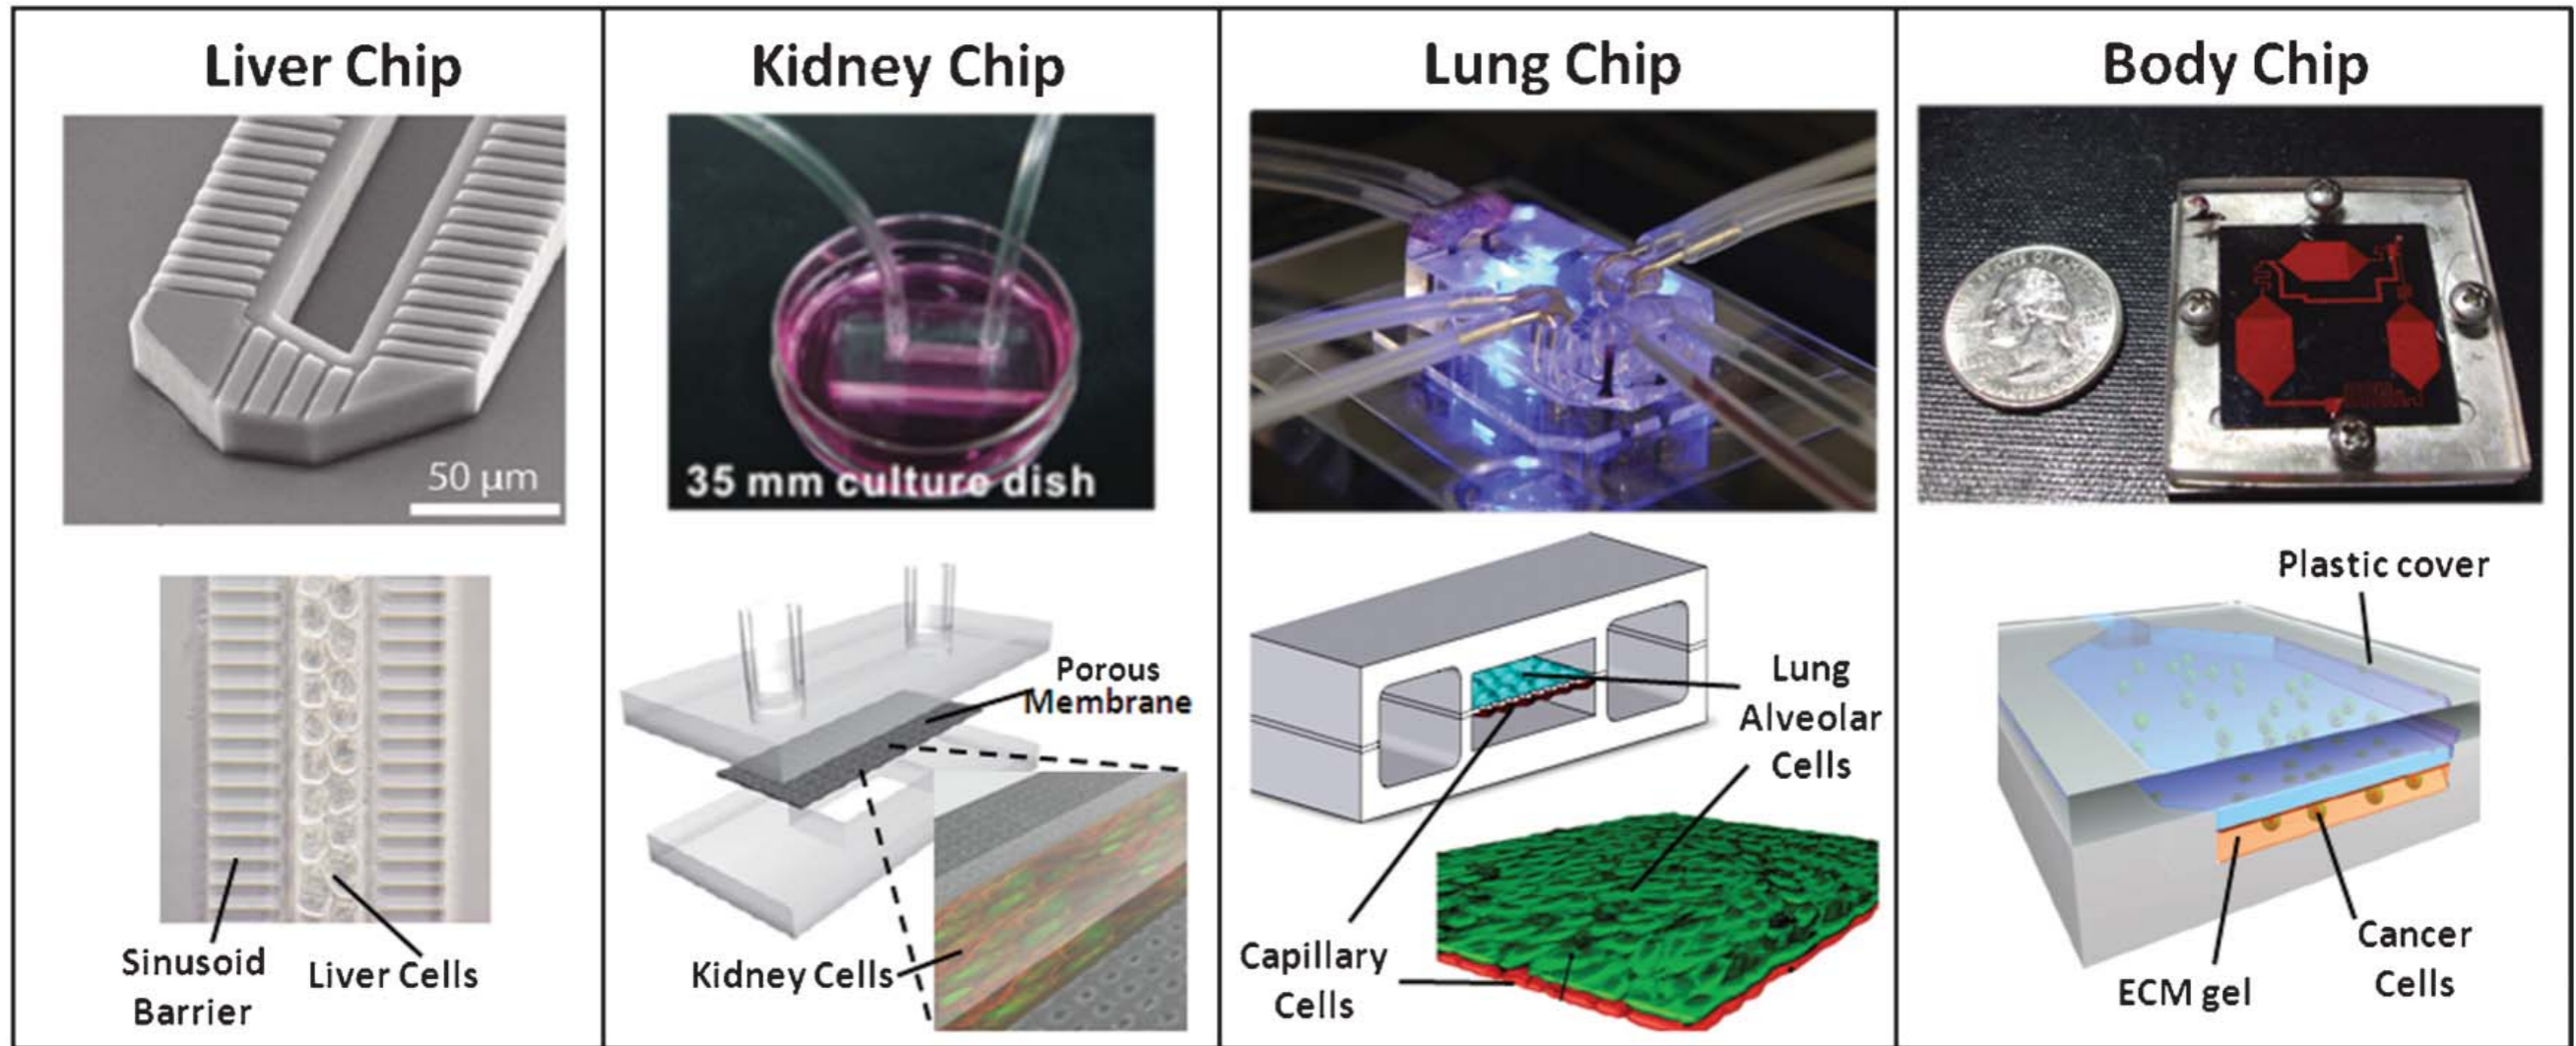 Liver Chip
50 µm
Sinusoid
Barrier
Liver Cells
Kidney Chip
35 mm culture dish
Porous
Membrane
Kidney Cells
Lung Chip
Lung
Alveolar
Cells
Capillary
Cells
Body Chip
Plastic cover
Cancer
Cells
ECM gel